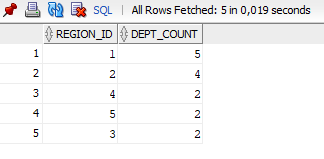 SQL | All Rows Fetched: 5 in 0,019 seconds
REGION_ID DEPT_COUNT
1 1 5
2 2 4
3 4 2
4 5 2
5 3 2